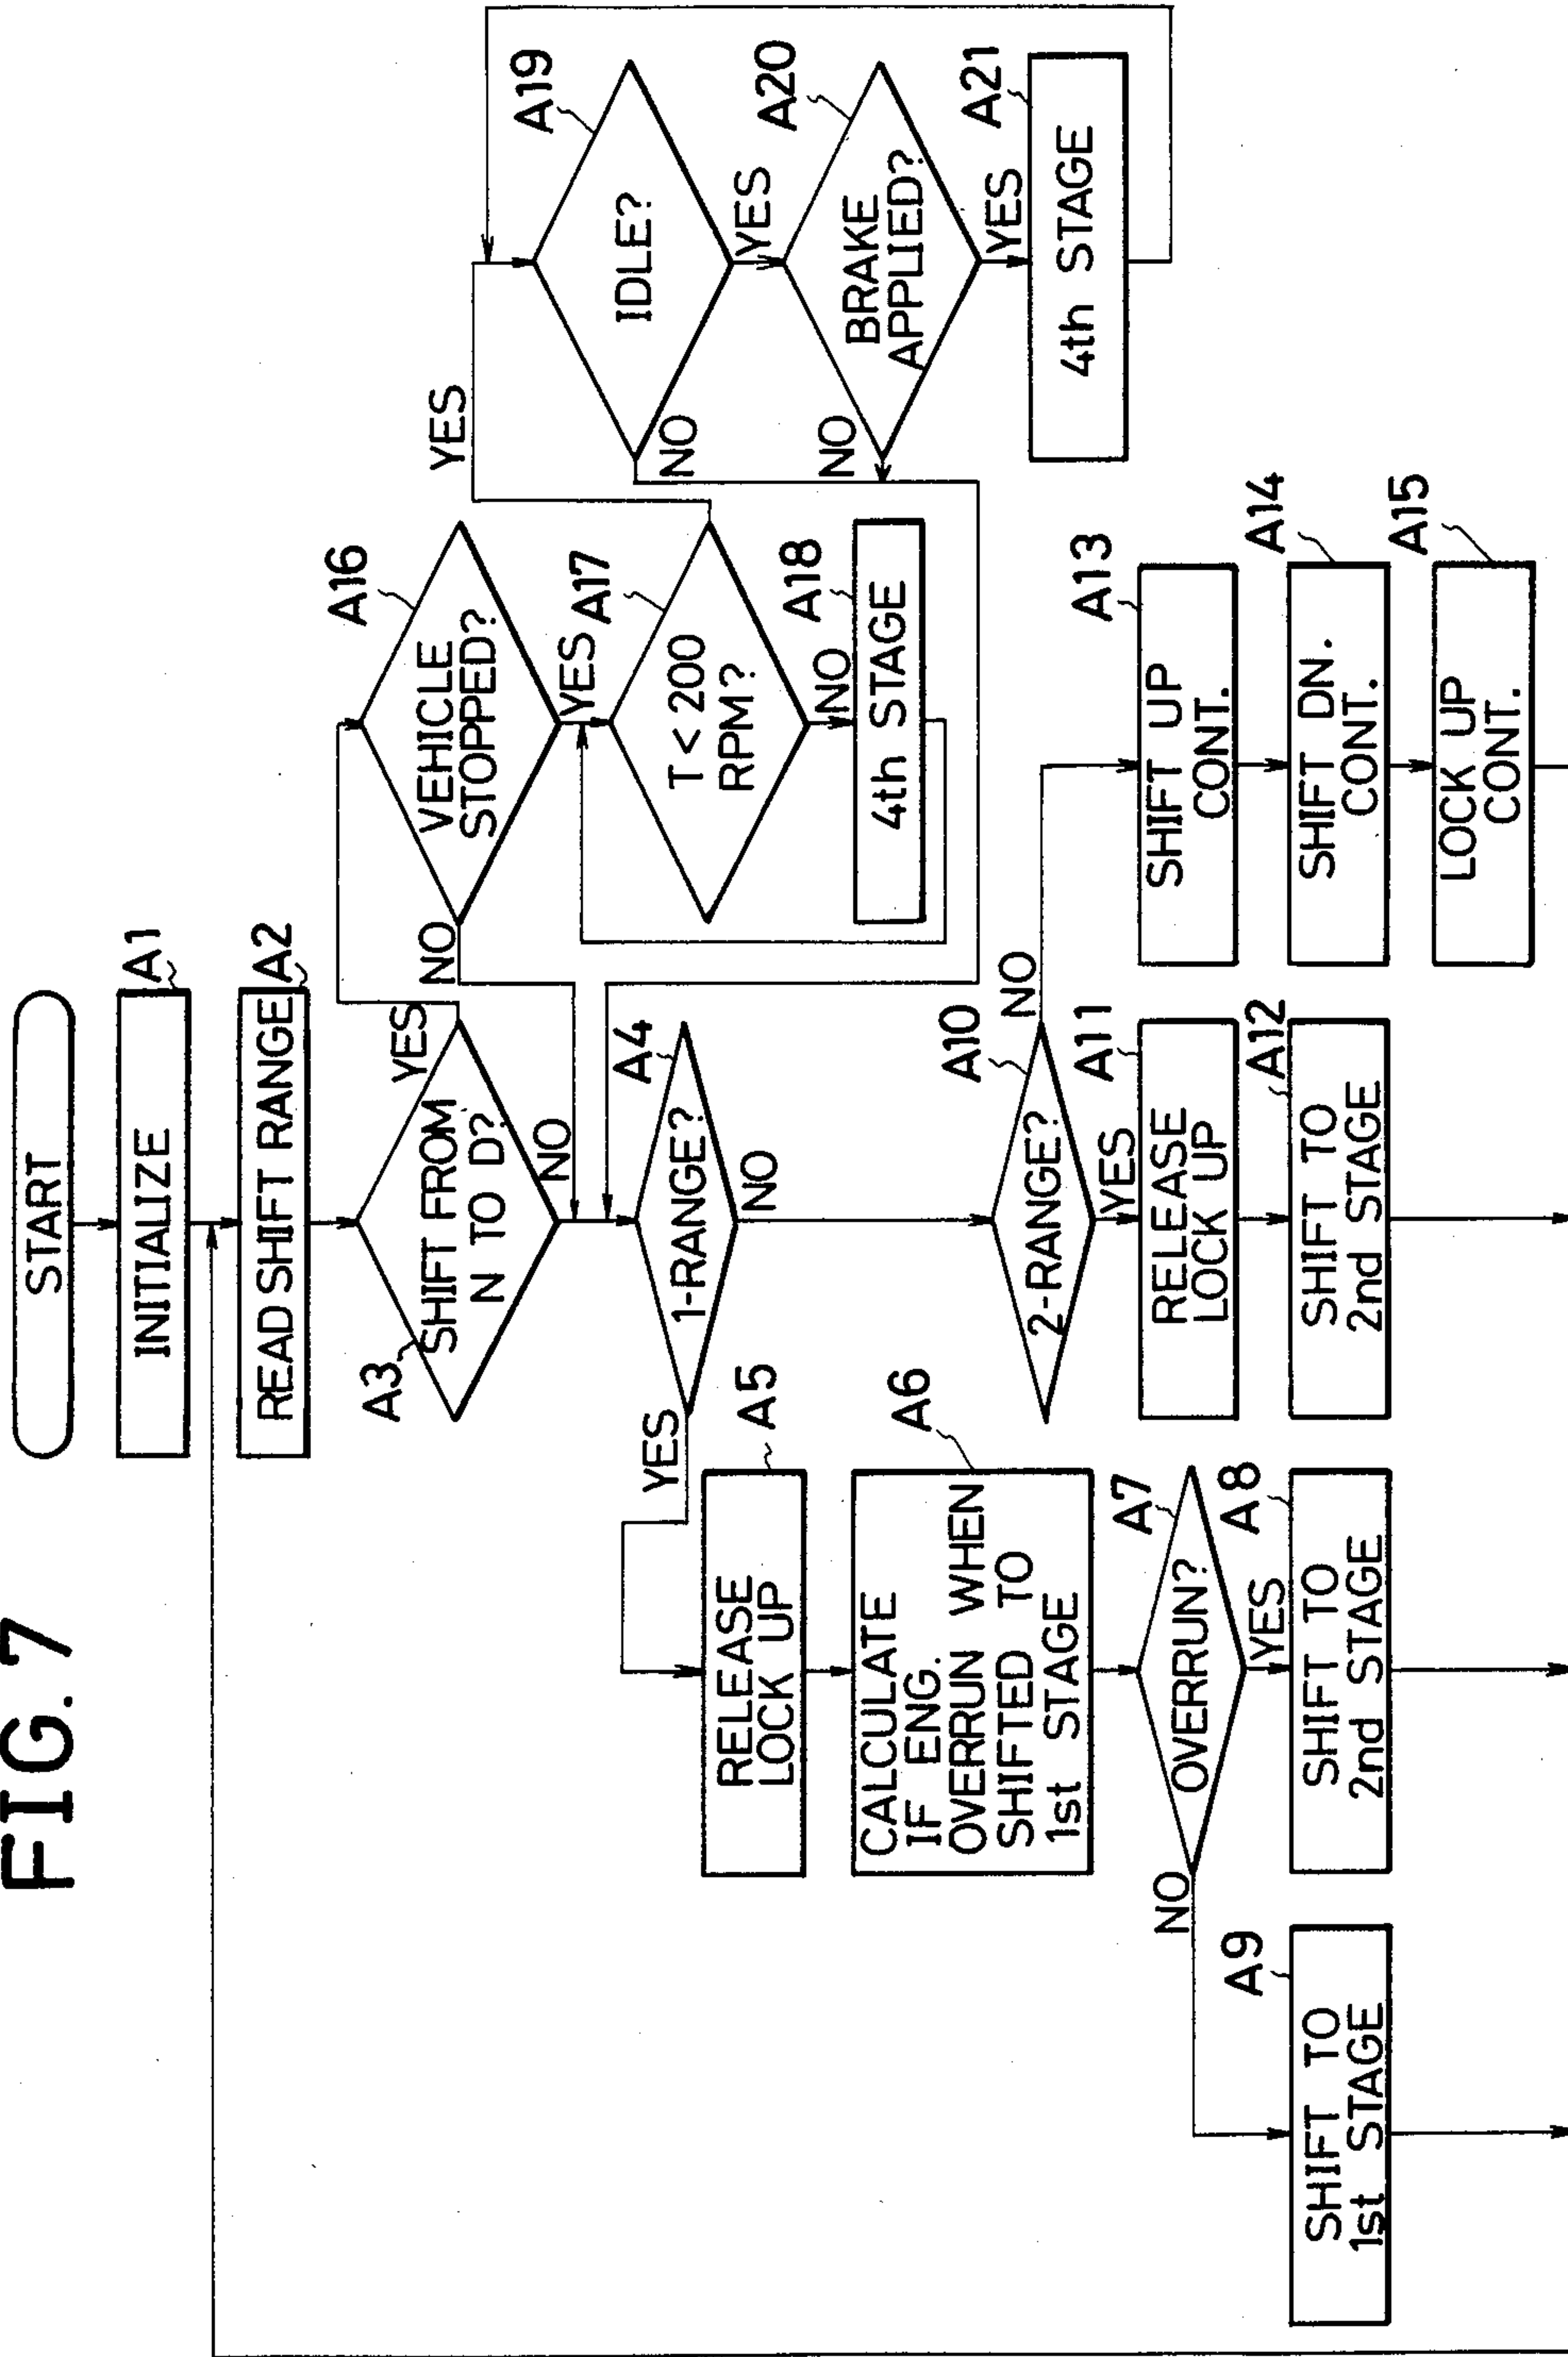 FIG. 7
START
INITIALIZE
A1
READ SHIFT RANGE
A2
A3
SHIFT FROM
N TO D?
YES
NO
A16
VEHICLE
STOPPED?
NO
YES
A17
T < 200
RPM?
YES
NO
A18
4th STAGE
A19
IDLE?
NO
YES
A20
BRAKE
APPLIED?
NO
YES
A21
4th STAGE
A4
1-RANGE?
YES
NO
A5
RELEASE
LOCK UP
A6
CALCULATE
IF ENG.
OVERRUN WHEN
SHIFTED TO
1st STAGE
A7
OVERRUN?
NO
YES
A8
SHIFT TO
2nd STAGE
A9
SHIFT TO
1st STAGE
A10
2-RANGE?
NO
YES
A11
RELEASE
LOCK UP
A12
SHIFT TO
2nd STAGE
A13
SHIFT UP
CONT.
A14
SHIFT DN.
CONT.
A15
LOCK UP
CONT.